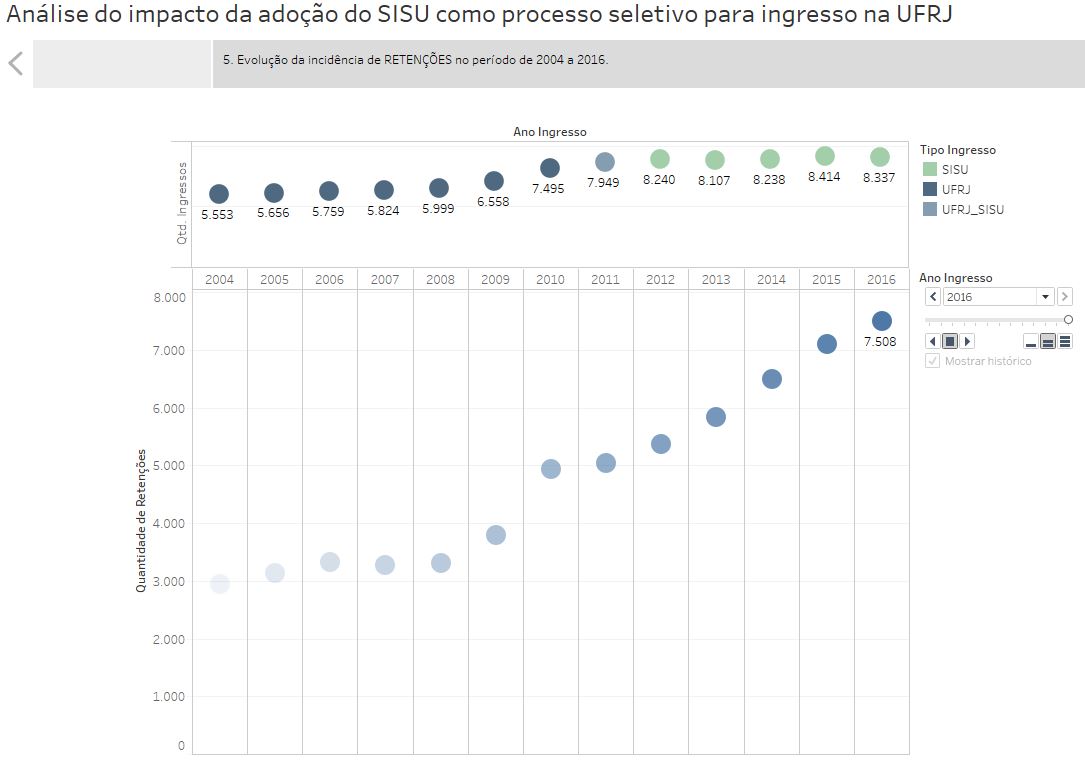 Análise do impacto da adoção do SISU como processo seletivo para ingresso na UFRJ
5. Evolução da incidência de RETENÇÕES no período de 2004 a 2016.
Ano Ingresso
Qtd. Ingressos
5.553 5.656 5.759 5.824 5.999 6.558 7.495 7.949 8.240 8.107 8.238 8.414 8.337
Tipo Ingresso
SISU
UFRJ
UFRJ_SISU
2004 2005 2006 2007 2008 2009 2010 2011 2012 2013 2014 2015 2016
Ano Ingresso
2016
Mostrar histórico
Quantidade de Retenções
8.000
7.000
6.000
5.000
4.000
3.000
2.000
1.000
0
7.508